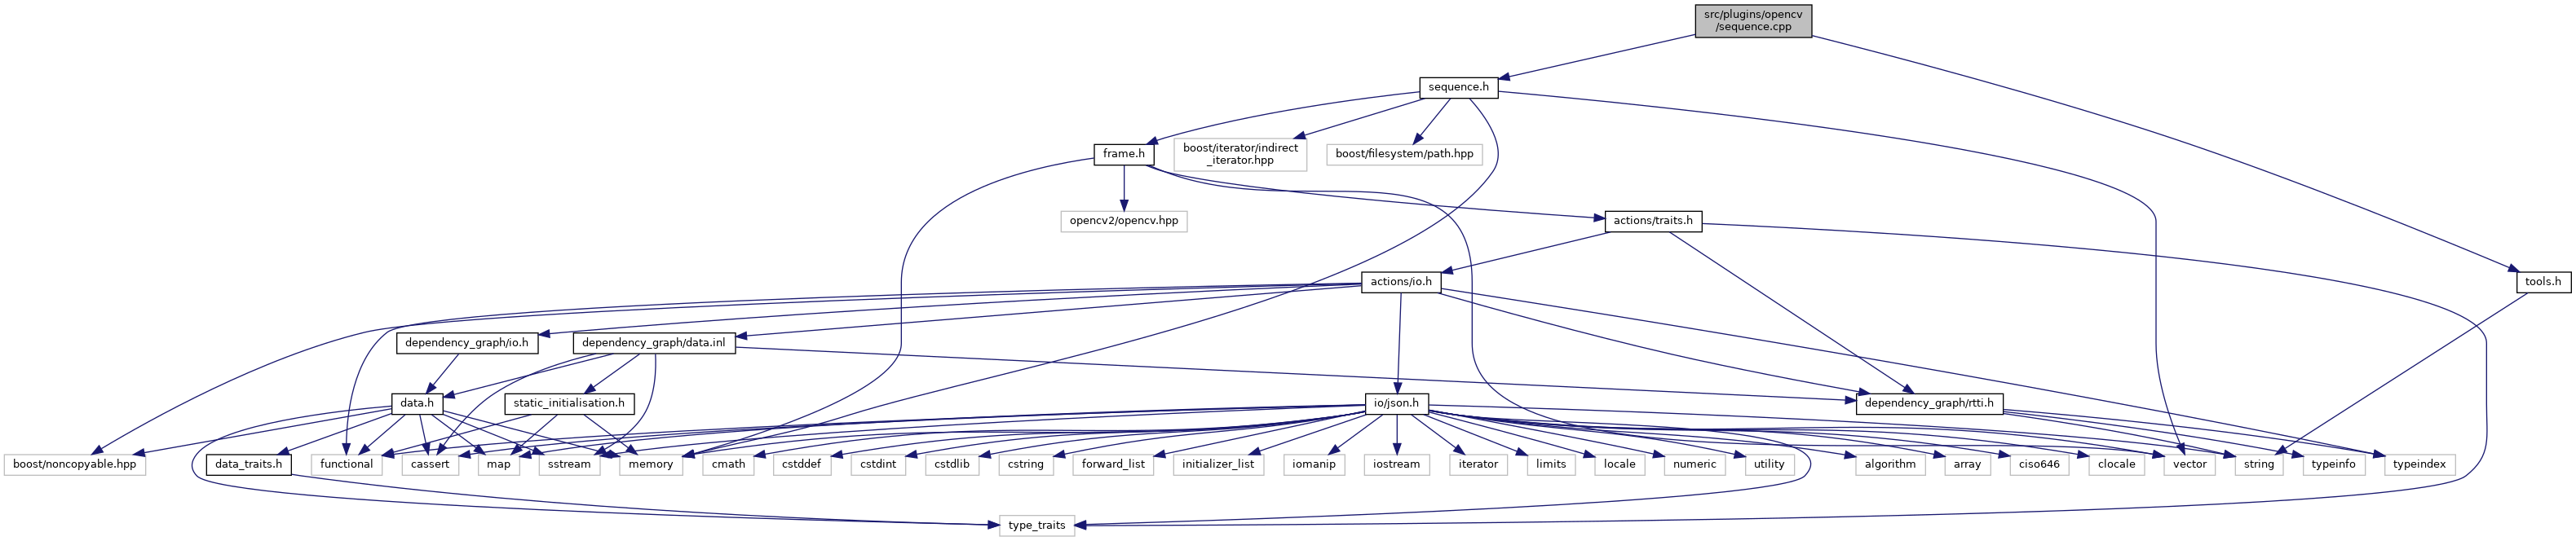 src/plugins/opencv
/sequence.cpp
sequence.h
frame.h
boost/iterator/indirect
_iterator.hpp
boost/filesystem/path.hpp
opencv2/opencv.hpp
actions/traits.h
actions/io.h
tools.h
dependency_graph/io.h
dependency_graph/data.inl
data.h
static_initialisation.h
io/json.h
dependency_graph/rtti.h
boost/noncopyable.hpp
data_traits.h
functional
cassert
map
sstream
memory
cmath
cstddef
cstdint
cstdlib
cstring
forward_list
initializer_list
iomanip
iostream
iterator
limits
locale
numeric
utility
algorithm
array
ciso646
clocale
vector
string
typeinfo
typeindex
type_traits